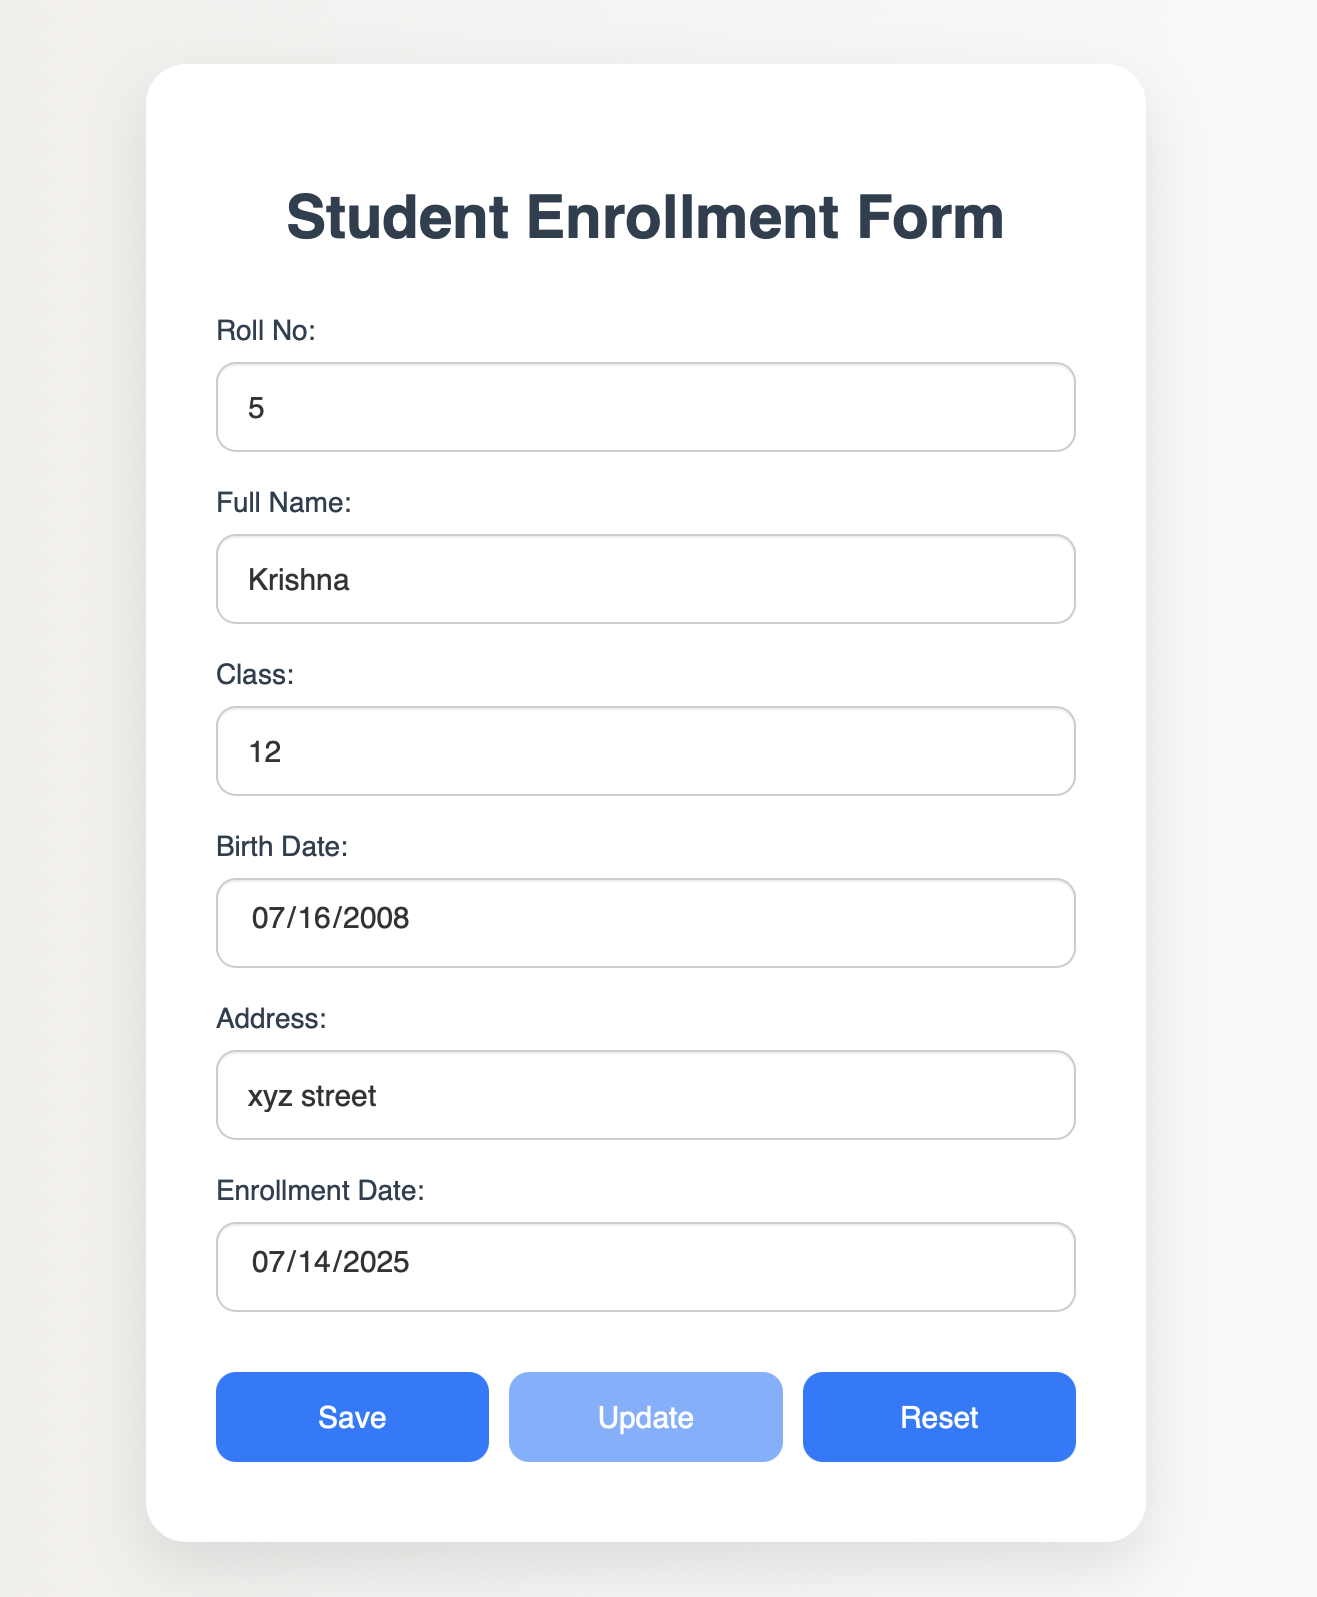 Student Enrollment Form
Roll No:
5
Full Name:
Krishna
Class:
12
Birth Date:
07/16/2008
Address:
xyz street
Enrollment Date:
07/14/2025
Save Update Reset